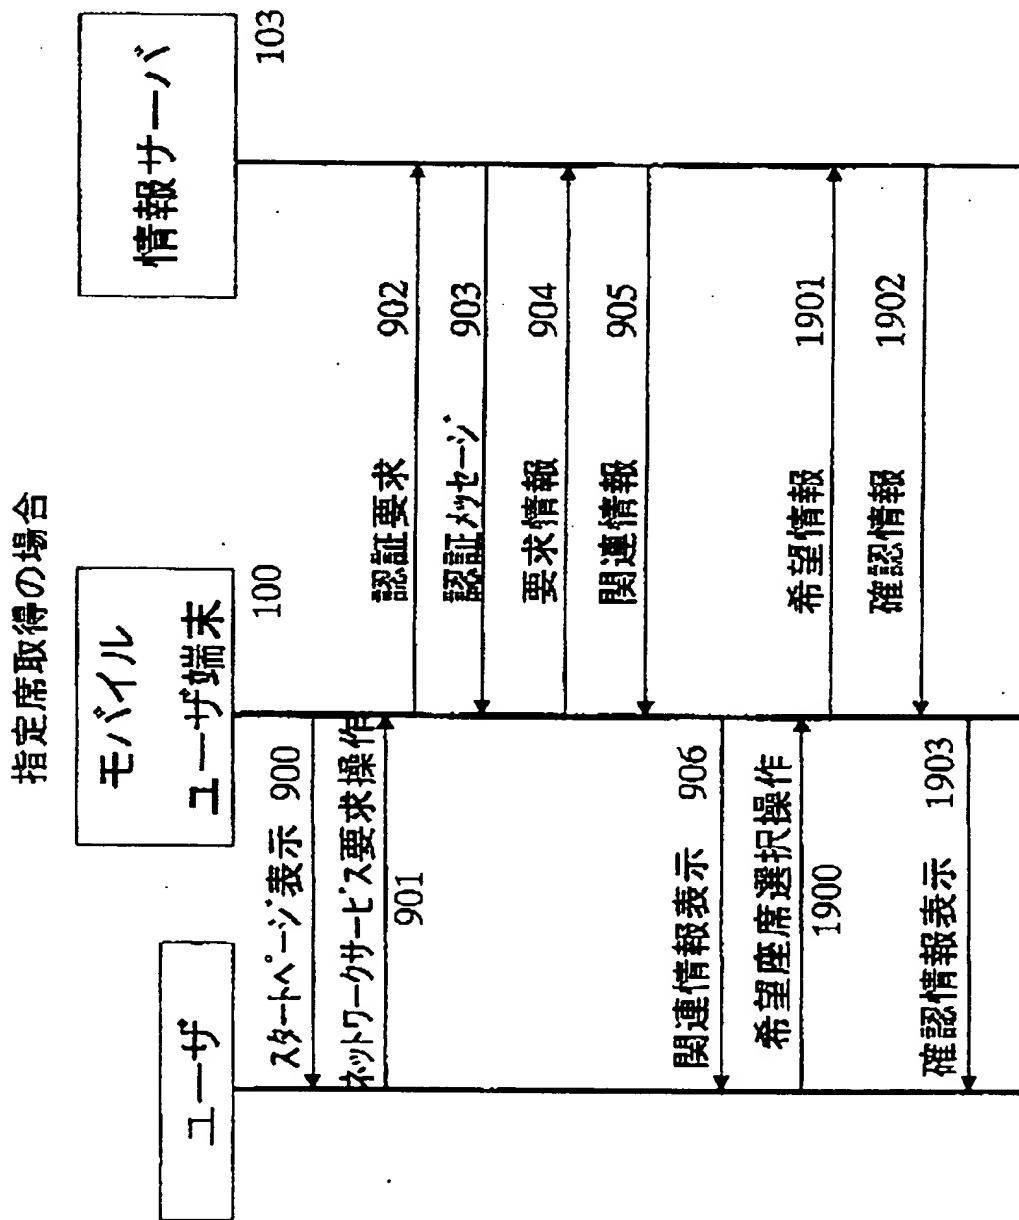 指定席取得の場合
ユーザ
モバイル
ユーザ端末
100
情報サーバ
103
スタートページ表示 900
ネットワークサービス要求操作
901
認証要求 902
認証メッセージ 903
要求情報 904
関連情報 905
関連情報表示 906
希望座席選択操作
1900
希望情報 1901
確認情報 1902
確認情報表示 1903